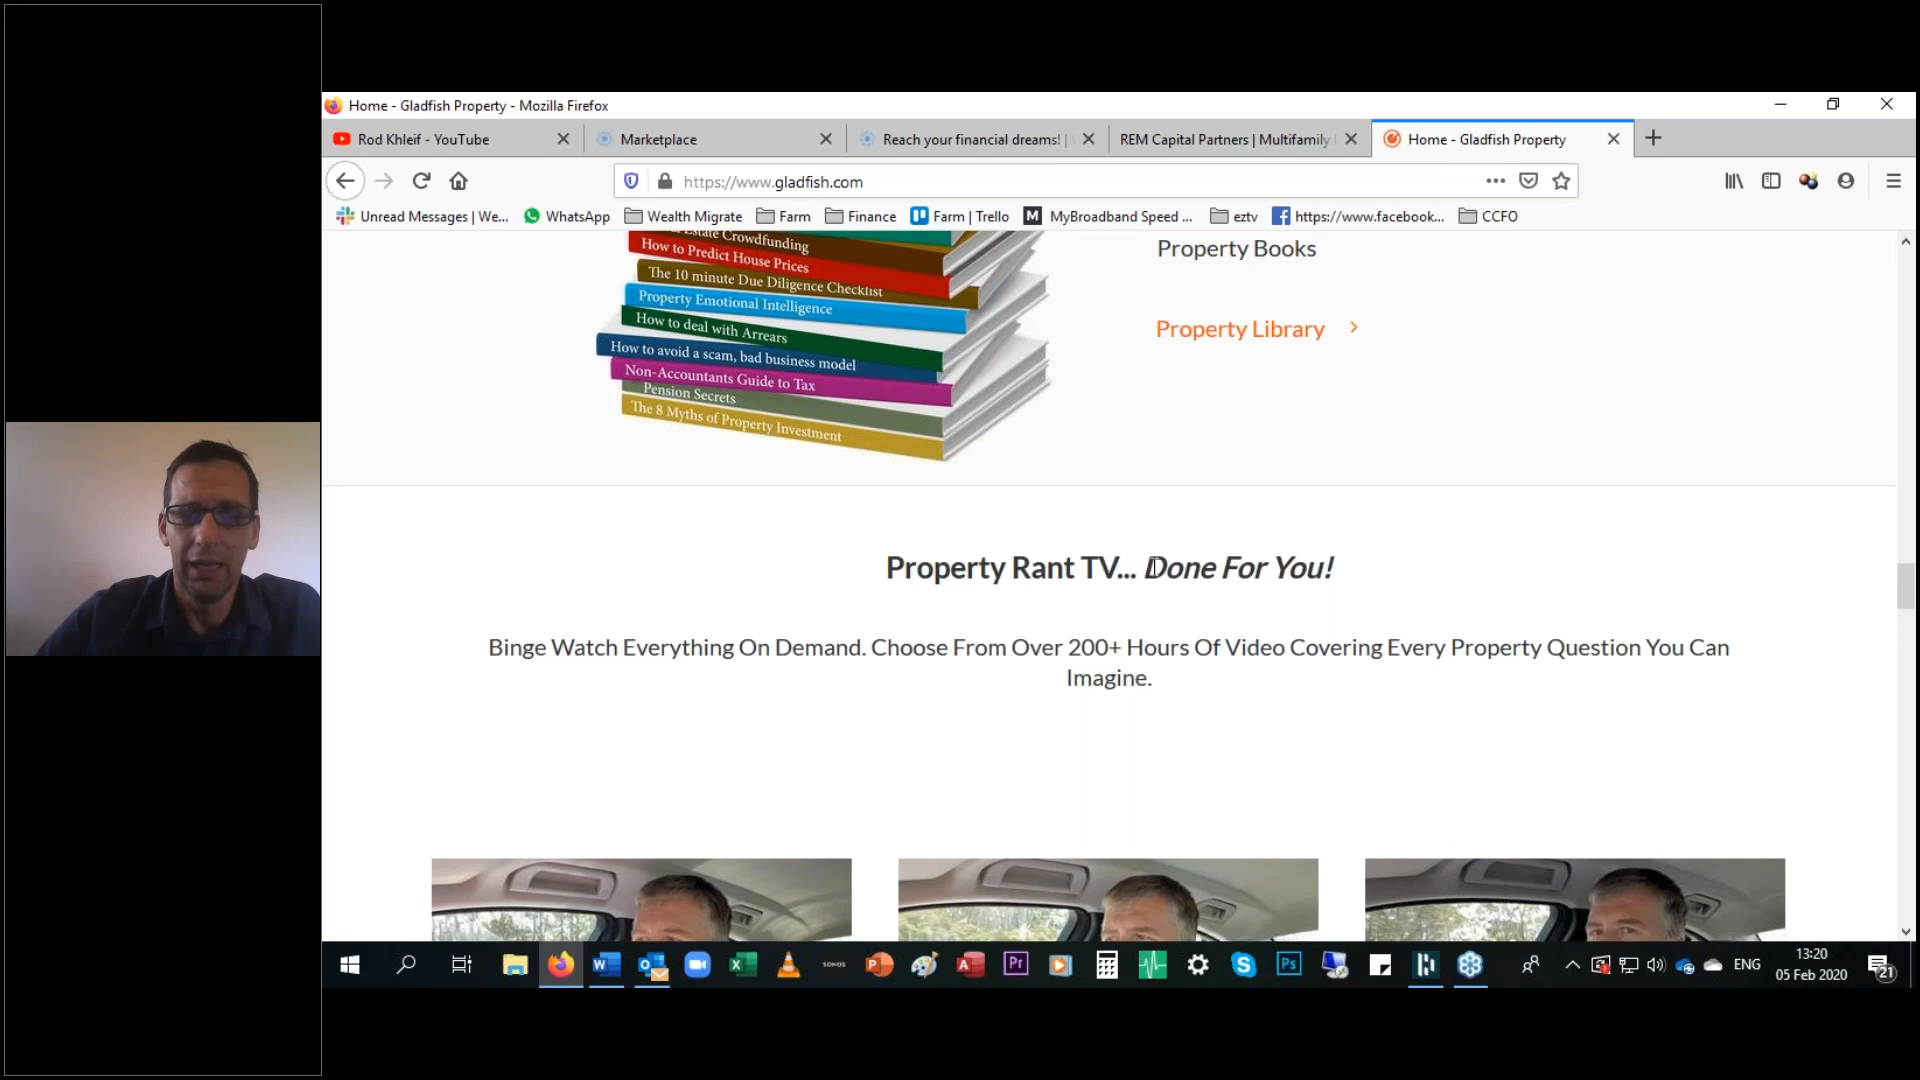 Home - Gladfish Property - Mozilla Firefox
Rod Khleif - YouTube
Marketplace
Reach your financial dreams! |
REM Capital Partners | Multifamily
Home - Gladfish Property
https://www.gladfish.com
Unread Messages | We...
WhatsApp
Wealth Migrate
Farm
Finance
Farm | Trello
M
MyBroadband Speed ...
eztv
https://www.facebook...
CCFO
Estate Crowdfunding
How to Predict House Prices
The 10 minute Due Diligence Checklist
Property Emotional Intelligence
How to deal with Arrears
How to avoid a scam, bad business model
Non-Accountants Guide to Tax
Pension Secrets
The 8 Myths of Property Investment
Property Books
Property Library
Property Rant TV... Done For You!
Binge Watch Everything On Demand. Choose From Over 200+ Hours Of Video Covering Every Property Question You Can
Imagine.
SONOS
Pr
Ps
ENG
13:20
05 Feb 2020
21